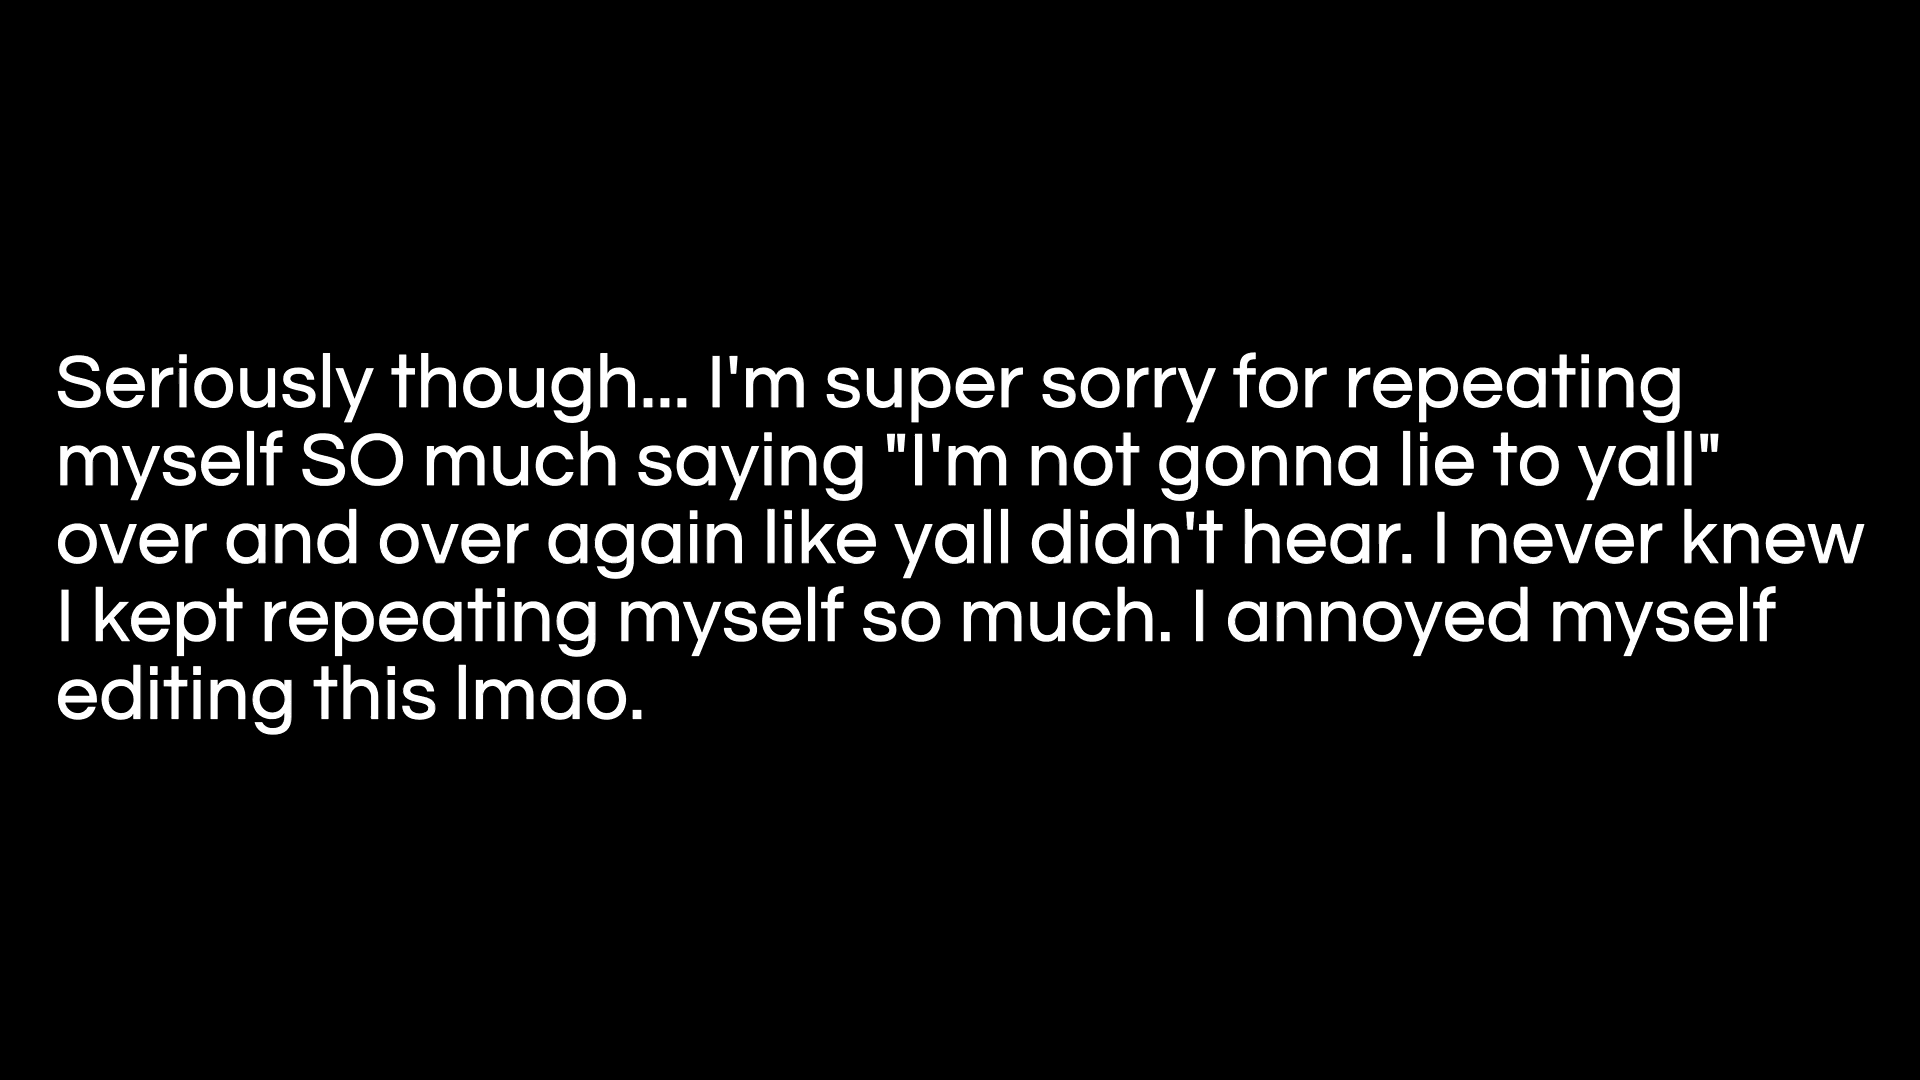 Seriously though... I'm super sorry for repeating
myself SO much saying "I'm not gonna lie to yall"
over and over again like yall didn't hear. I never knew
I kept repeating myself so much. I annoyed myself
editing this lmao.